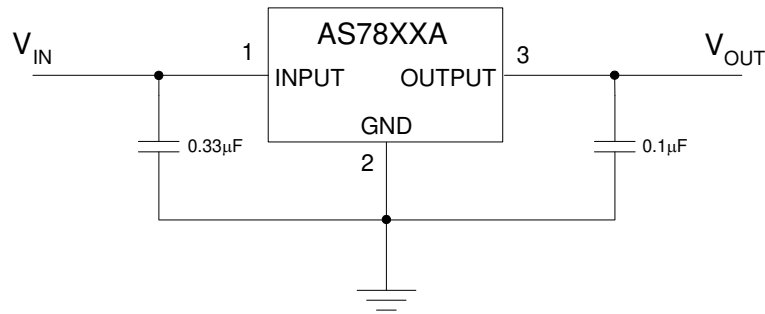 AS78XXA
V_IN
1
3
V_OUT
INPUT
OUTPUT
GND
0.33μF
2
0.1μF